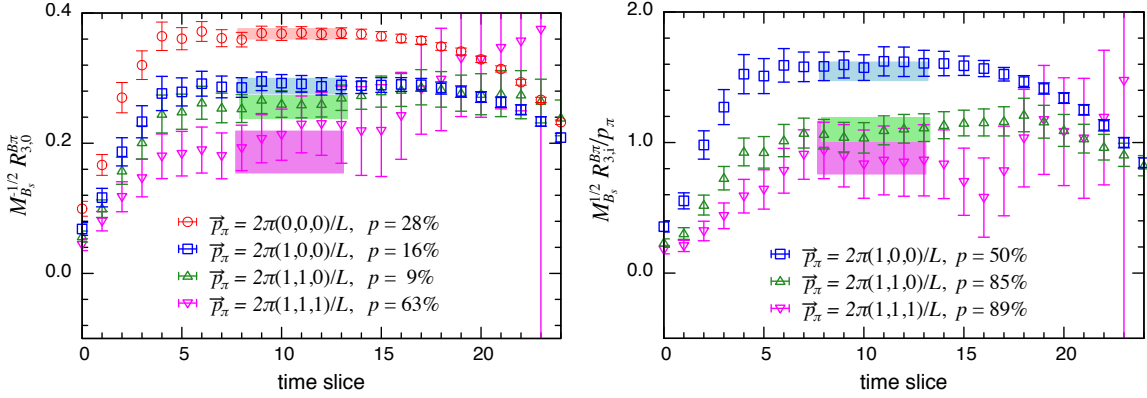 0.4
0.2
0.0
M_{B_s}^{1/2} R_{3,0}^{Bπ}
p⃗_π = 2π(0,0,0)/L, p = 28%
p⃗_π = 2π(1,0,0)/L, p = 16%
p⃗_π = 2π(1,1,0)/L, p = 9%
p⃗_π = 2π(1,1,1)/L, p = 63%
0 5 10 15 20
time slice
2.0
1.0
0.0
M_{B_s}^{1/2} R_{3,i}^{Bπ}/p_π
p⃗_π = 2π(1,0,0)/L, p = 50%
p⃗_π = 2π(1,1,0)/L, p = 85%
p⃗_π = 2π(1,1,1)/L, p = 89%
0 5 10 15 20
time slice